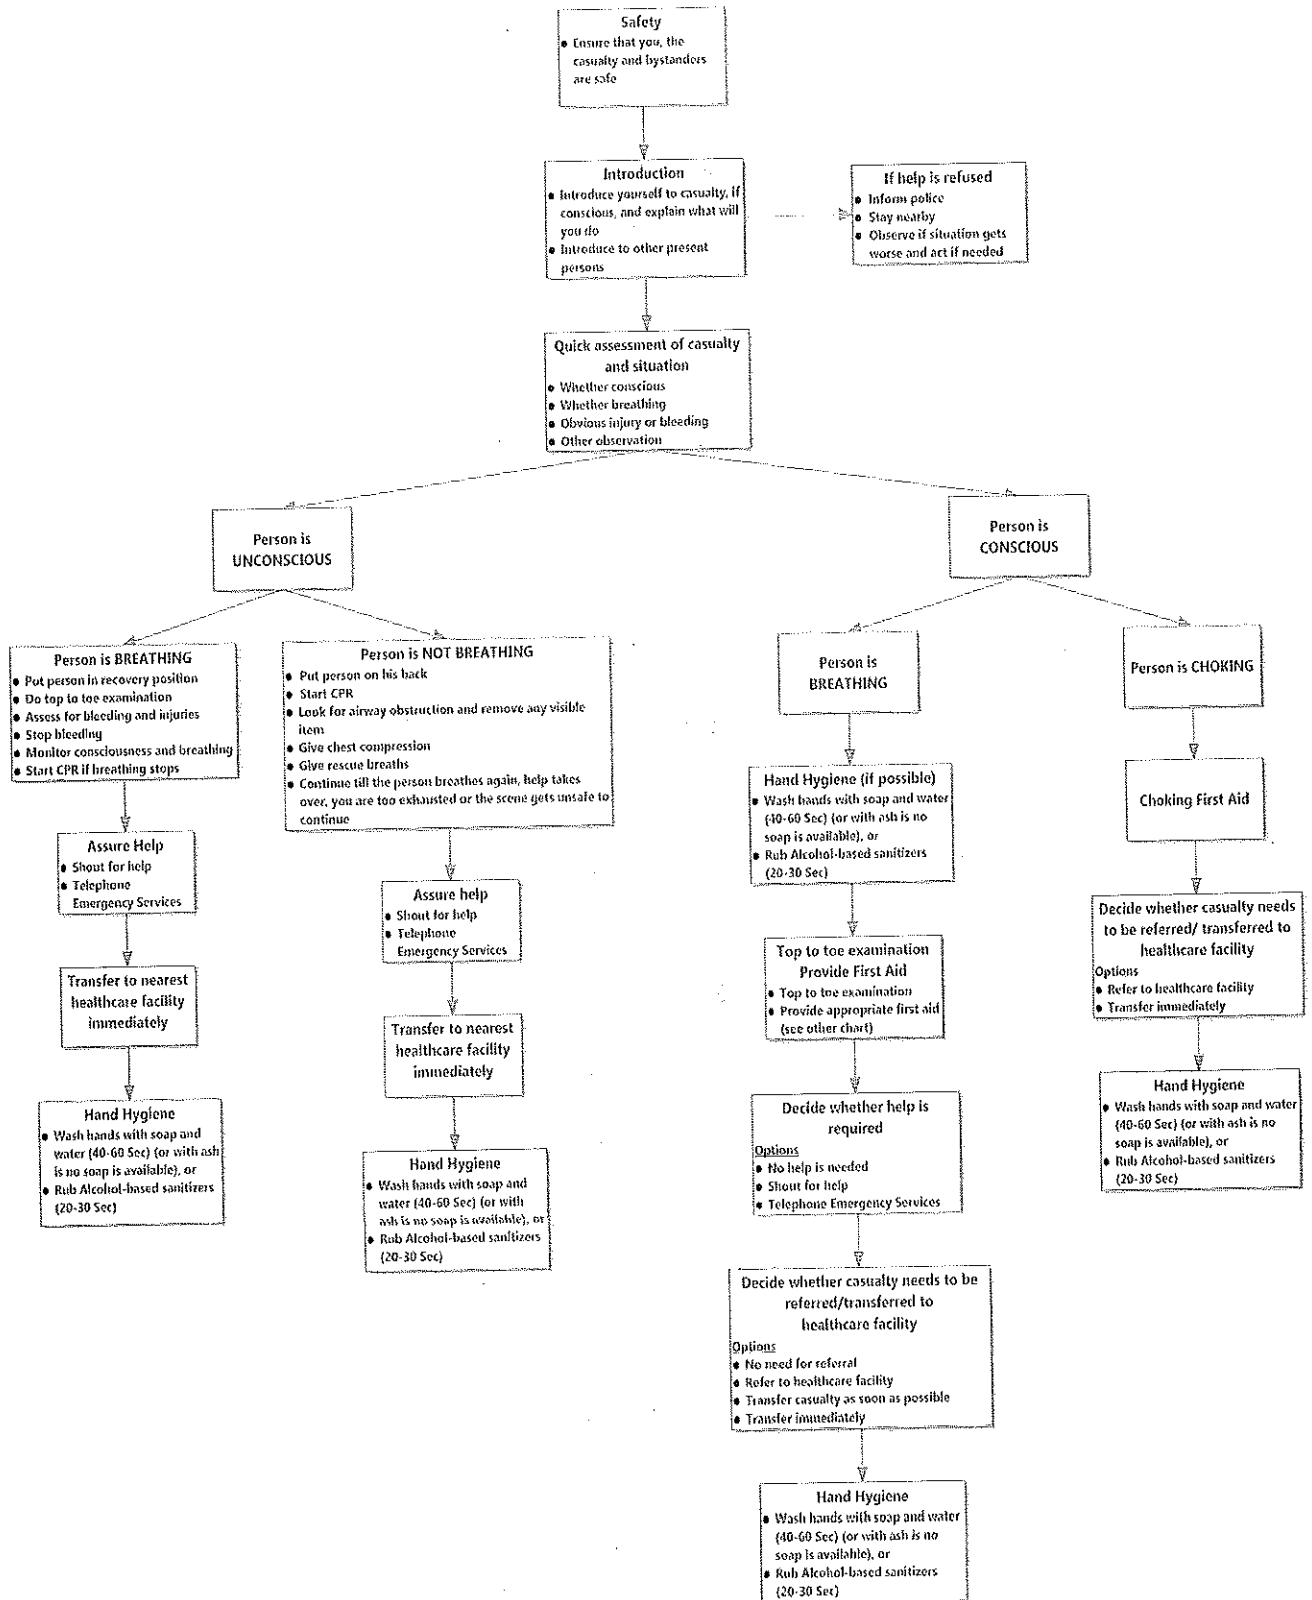 Safety
• Ensure that you, the
casualty and bystanders
are safe
Introduction
• Introduce yourself to casualty, if
conscious, and explain what will
you do
• Introduce to other present
persons
If help is refused
• Inform police
• Stay nearby
• Observe if situation gets
worse and act if needed
Quick assessment of casualty
and situation
• Whether conscious
• Whether breathing
• Obvious injury or bleeding
• Other observation
Person is
UNCONSCIOUS
Person is
CONSCIOUS
Person is BREATHING
• Put person in recovery position
• Do top to toe examination
• Assess for bleeding and injuries
• Stop bleeding
• Monitor consciousness and breathing
• Start CPR if breathing stops
Person is NOT BREATHING
• Put person on his back
• Start CPR
• Look for airway obstruction and remove any visible
item
• Give chest compression
• Give rescue breaths
• Continue till the person breathes again, help takes
over, you are too exhausted or the scene gets unsafe to
continue
Person is
BREATHING
Person is CHOKING
Assure Help
• Shout for help
• Telephone
Emergency Services
Transfer to nearest
healthcare facility
immediately
Hand Hygiene
• Wash hands with soap and
water (40-60 Sec) (or with ash
is no soap is available), or
• Rub Alcohol-based sanitizers
(20-30 Sec)
Assure help
• Shout for help
• Telephone
Emergency Services
Transfer to nearest
healthcare facility
immediately
Hand Hygiene
• Wash hands with soap and
water (40-60 Sec) (or with
ash is no soap is available), or
• Rub Alcohol-based sanitizers
(20-30 Sec)
Hand Hygiene (if possible)
• Wash hands with soap and water
(40-60 Sec) (or with ash is no
soap is available), or
• Rub Alcohol-based sanitizers
(20-30 Sec)
Top to toe examination
Provide First Aid
• Top to toe examination
• Provide appropriate first aid
(see other chart)
Decide whether help is
required
Options
• No help is needed
• Shout for help
• Telephone Emergency Services
Decide whether casualty needs to be
referred/transferred to
healthcare facility
Options
• No need for referral
• Refer to healthcare facility
• Transfer casualty as soon as possible
• Transfer immediately
Hand Hygiene
• Wash hands with soap and water
(40-60 Sec) (or with ash is no
soap is available), or
• Rub Alcohol-based sanitizers
(20-30 Sec)
Choking First Aid
Decide whether casualty needs
to be referred/ transferred to
healthcare facility
Options
• Refer to healthcare facility
• Transfer immediately
Hand Hygiene
• Wash hands with soap and water
(40-60 Sec) (or with ash is no
soap is available), or
• Rub Alcohol-based sanitizers
(20-30 Sec)